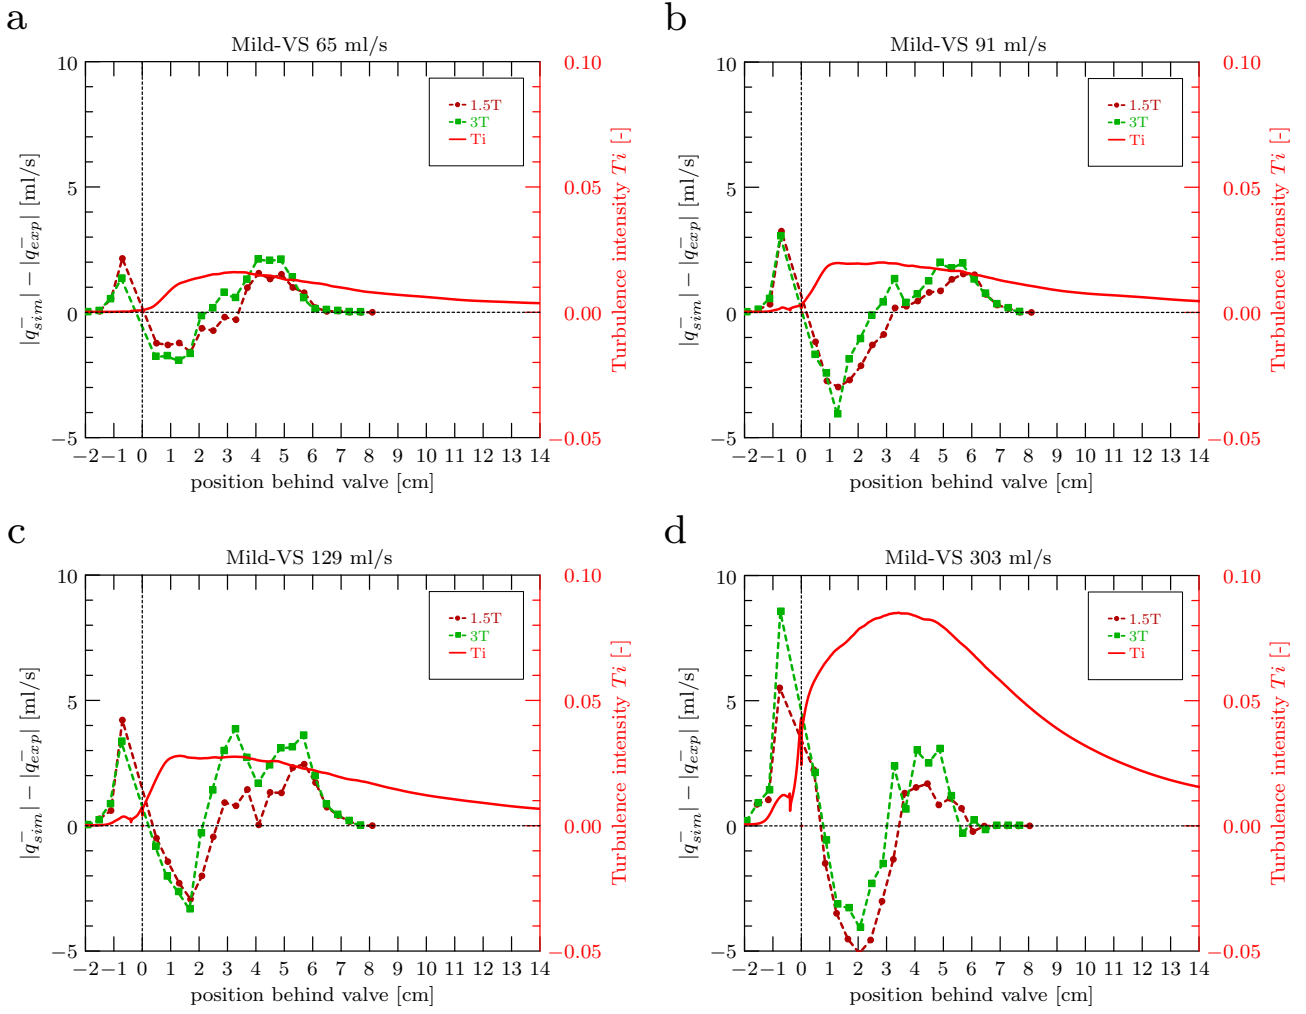 a
Mild-VS 65 ml/s
10
5
0
−5
0.10
0.05
0.00
−0.05
−2 −1 0 1 2 3 4 5 6 7 8 9 10 11 12 13 14
position behind valve [cm]
|q⁻sim| − |q⁻exp| [ml/s]
Turbulence intensity Ti [-]
1.5T
3T
Ti
b
Mild-VS 91 ml/s
10
5
0
−5
0.10
0.05
0.00
−0.05
−2 −1 0 1 2 3 4 5 6 7 8 9 10 11 12 13 14
position behind valve [cm]
|q⁻sim| − |q⁻exp| [ml/s]
Turbulence intensity Ti [-]
1.5T
3T
Ti
c
Mild-VS 129 ml/s
10
5
0
−5
0.10
0.05
0.00
−0.05
−2 −1 0 1 2 3 4 5 6 7 8 9 10 11 12 13 14
position behind valve [cm]
|q⁻sim| − |q⁻exp| [ml/s]
Turbulence intensity Ti [-]
1.5T
3T
Ti
d
Mild-VS 303 ml/s
10
5
0
−5
0.10
0.05
0.00
−0.05
−2 −1 0 1 2 3 4 5 6 7 8 9 10 11 12 13 14
position behind valve [cm]
|q⁻sim| − |q⁻exp| [ml/s]
Turbulence intensity Ti [-]
1.5T
3T
Ti